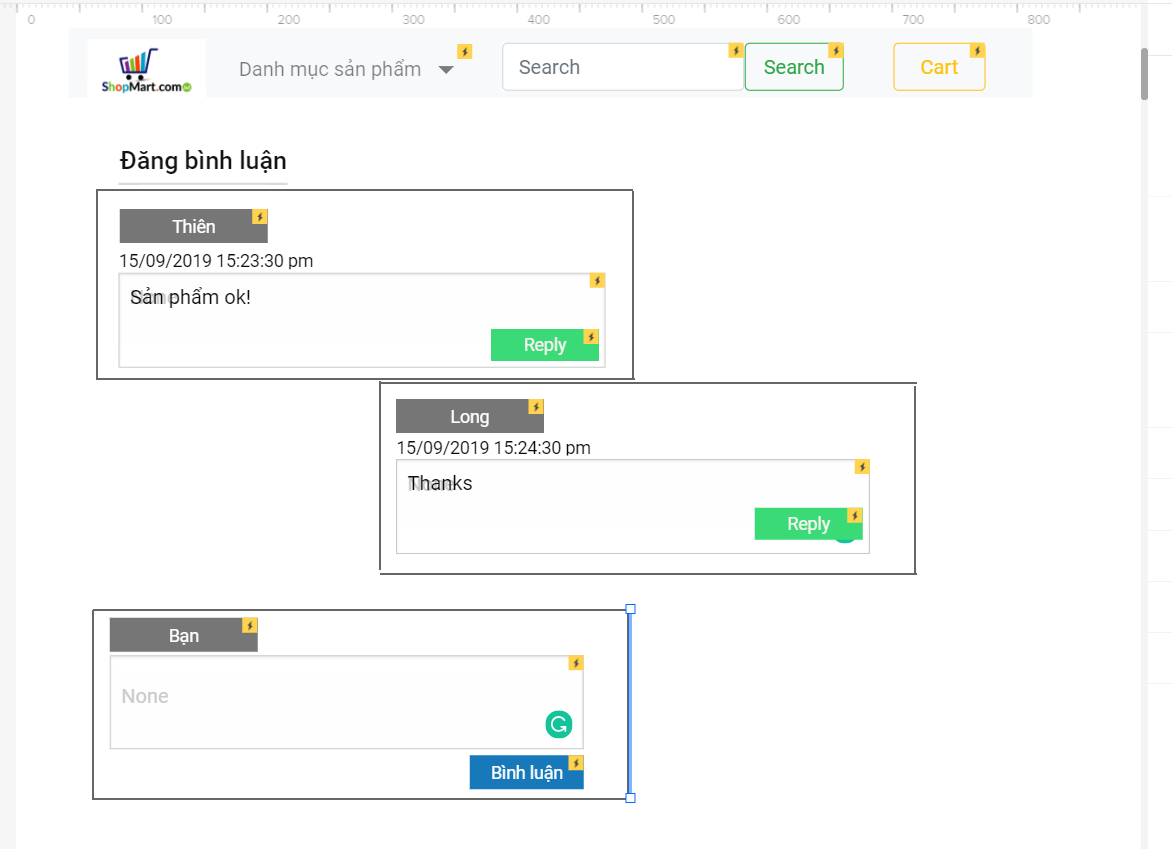 0 100 200 300 400 500 600 700 800
ShopMart.com
Danh mục sản phẩm
Search
Search
Cart
Đăng bình luận
Thiên
15/09/2019 15:23:30 pm
Sản phẩm ok!
Reply
Long
15/09/2019 15:24:30 pm
Thanks
Reply
Bạn
None
G
Bình luận